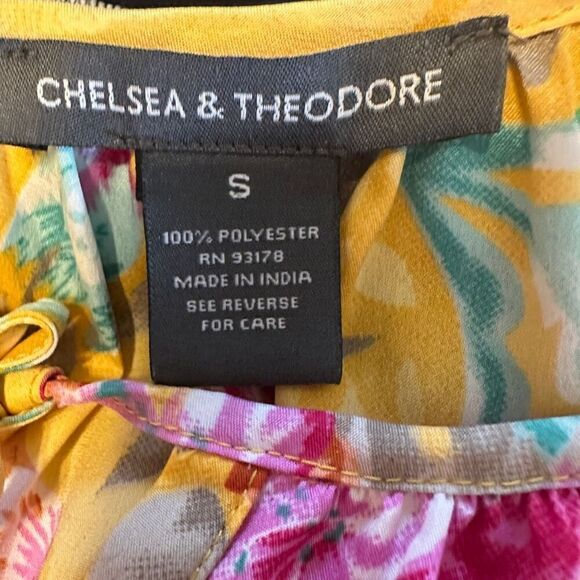 CHELSEA & THEODORE
S
100% POLYESTER
RN 93178
MADE IN INDIA
SEE REVERSE
FOR CARE